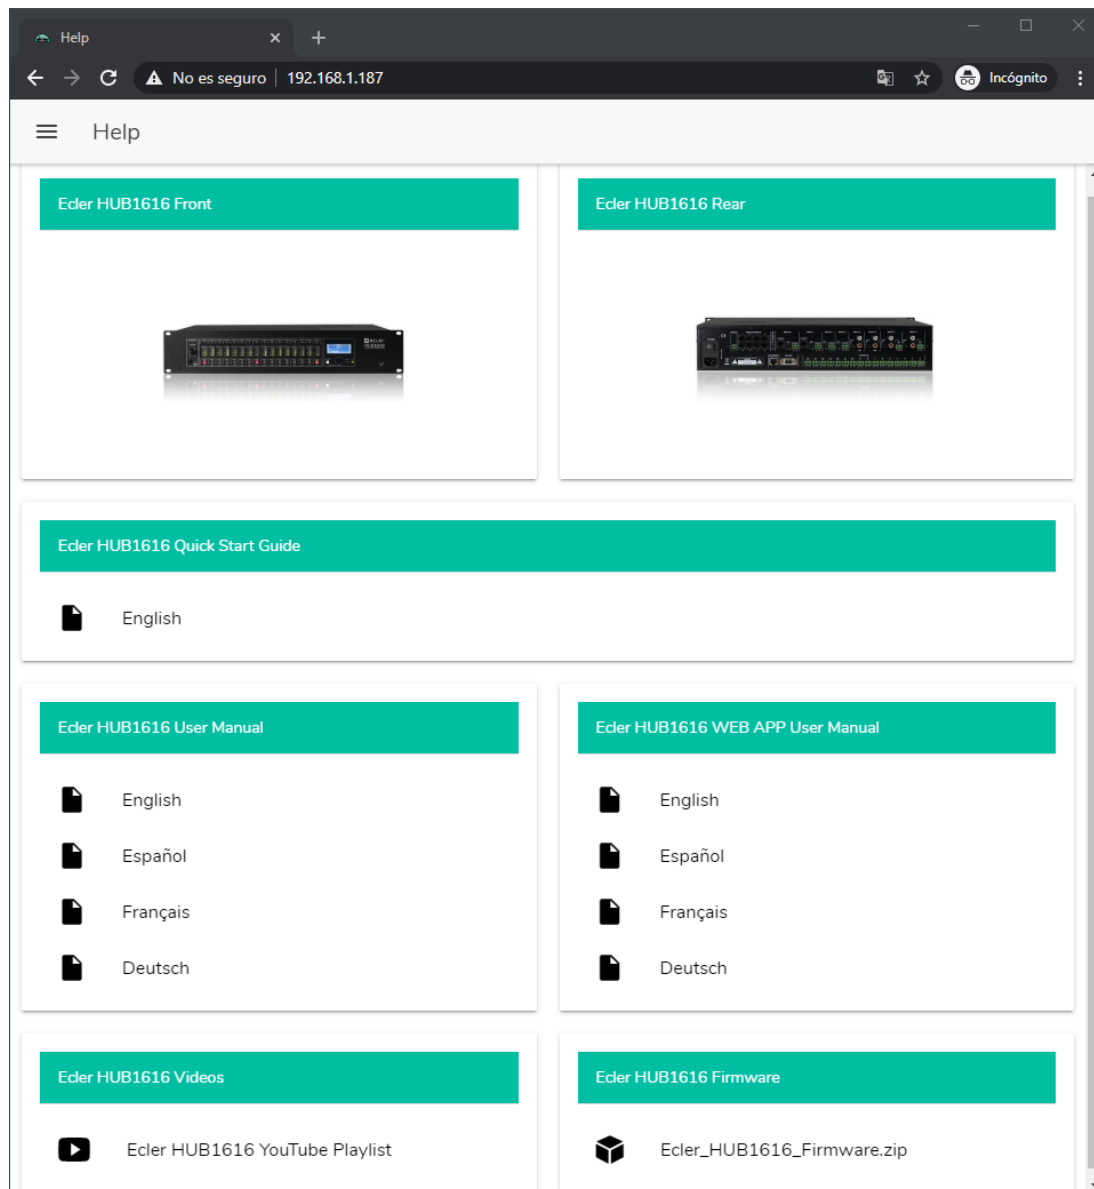 Help
No es seguro
192.168.1.187
Incógnito
Help
Ecler HUB1616 Front
Ecler HUB1616 Rear
Ecler HUB1616 Quick Start Guide
English
Ecler HUB1616 User Manual
English
Español
Français
Deutsch
Ecler HUB1616 WEB APP User Manual
English
Español
Français
Deutsch
Ecler HUB1616 Videos
Ecler HUB1616 YouTube Playlist
Ecler HUB1616 Firmware
Ecler_HUB1616_Firmware.zip